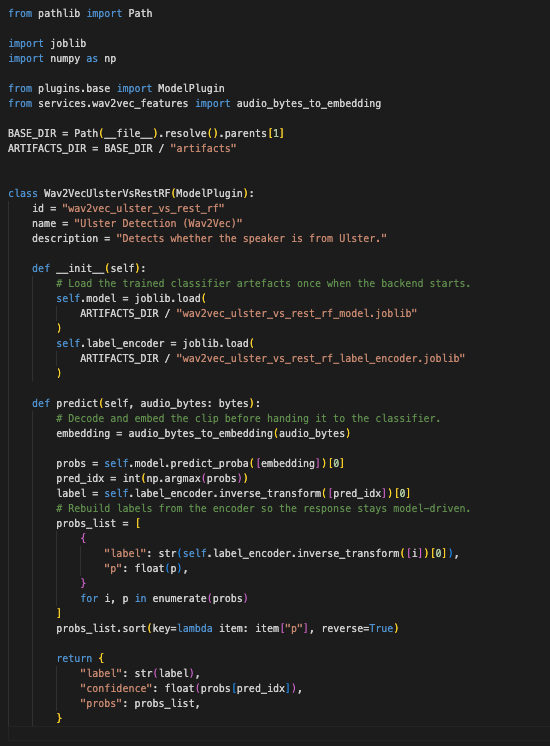 from pathlib import Path
import joblib
import numpy as np
from plugins.base import ModelPlugin
from services.wav2vec_features import audio_bytes_to_embedding
BASE_DIR = Path(__file__).resolve().parents[1]
ARTIFACTS_DIR = BASE_DIR / "artifacts"
class Wav2VecUlsterVsRestRF(ModelPlugin):
    id = "wav2vec_ulster_vs_rest_rf"
    name = "Ulster Detection (Wav2Vec)"
    description = "Detects whether the speaker is from Ulster."
    def __init__(self):
        # Load the trained classifier artefacts once when the backend starts.
        self.model = joblib.load(
            ARTIFACTS_DIR / "wav2vec_ulster_vs_rest_rf_model.joblib"
        )
        self.label_encoder = joblib.load(
            ARTIFACTS_DIR / "wav2vec_ulster_vs_rest_rf_label_encoder.joblib"
        )
    def predict(self, audio_bytes: bytes):
        # Decode and embed the clip before handing it to the classifier.
        embedding = audio_bytes_to_embedding(audio_bytes)
        probs = self.model.predict_proba([embedding])[0]
        pred_idx = int(np.argmax(probs))
        label = self.label_encoder.inverse_transform([pred_idx])[0]
        # Rebuild labels from the encoder so the response stays model-driven.
        probs_list = [
            {
                "label": str(self.label_encoder.inverse_transform([i])[0]),
                "p": float(p),
            }
            for i, p in enumerate(probs)
        ]
        probs_list.sort(key=lambda item: item["p"], reverse=True)
        return {
            "label": str(label),
            "confidence": float(probs[pred_idx]),
            "probs": probs_list,
        }